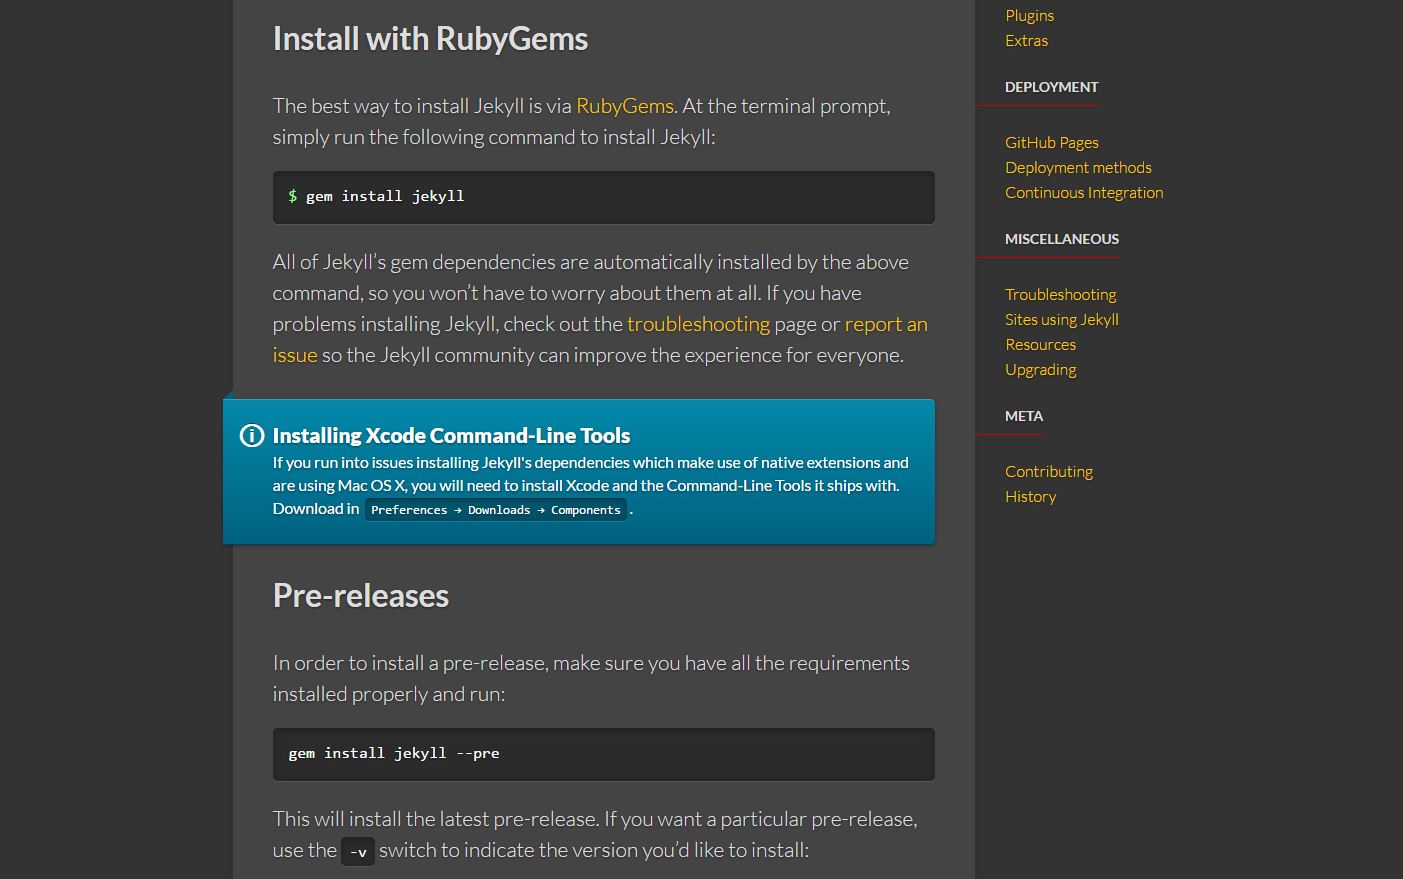 Install with RubyGems
The best way to install Jekyll is via RubyGems. At the terminal prompt,
simply run the following command to install Jekyll:
$ gem install jekyll
All of Jekyll’s gem dependencies are automatically installed by the above
command, so you won’t have to worry about them at all. If you have
problems installing Jekyll, check out the troubleshooting page or report an
issue so the Jekyll community can improve the experience for everyone.
Installing Xcode Command-Line Tools
If you run into issues installing Jekyll's dependencies which make use of native extensions and
are using Mac OS X, you will need to install Xcode and the Command-Line Tools it ships with.
Download in Preferences → Downloads → Components .
Pre-releases
In order to install a pre-release, make sure you have all the requirements
installed properly and run:
gem install jekyll --pre
This will install the latest pre-release. If you want a particular pre-release,
use the -v switch to indicate the version you’d like to install:
Plugins
Extras
DEPLOYMENT
GitHub Pages
Deployment methods
Continuous Integration
MISCELLANEOUS
Troubleshooting
Sites using Jekyll
Resources
Upgrading
META
Contributing
History